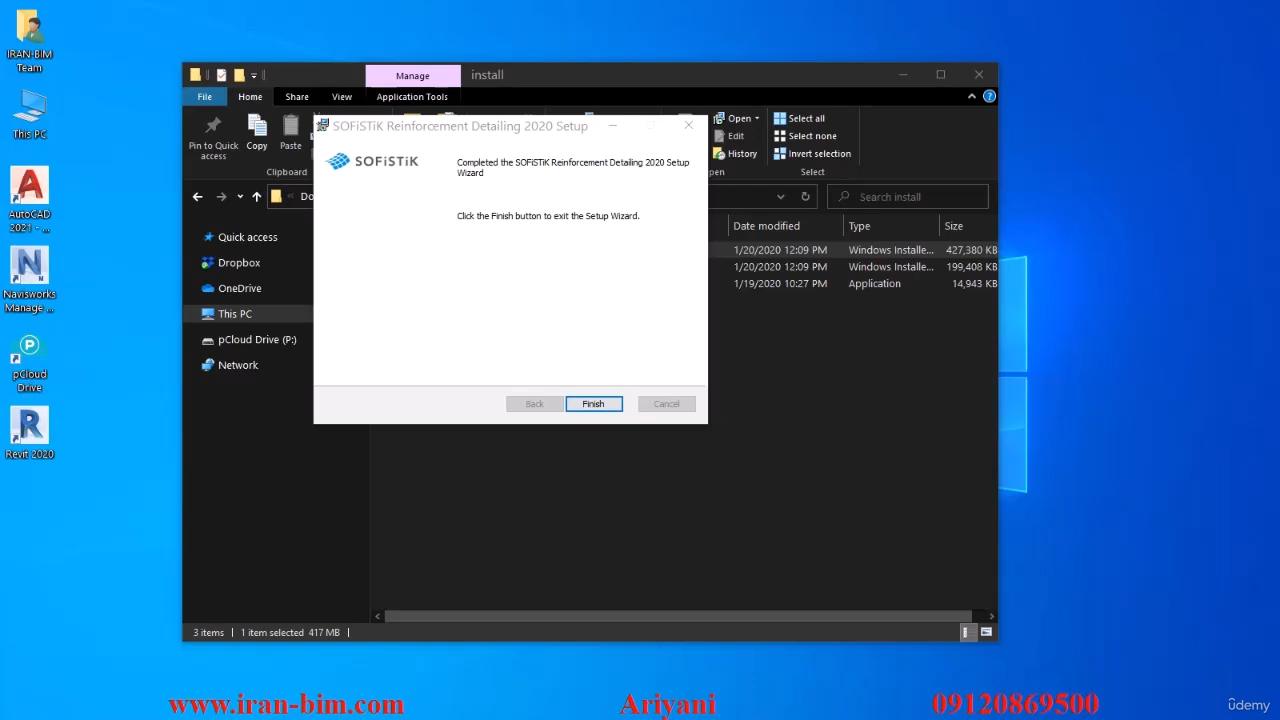 IRAN-BIM
Team
This PC
AutoCAD
2021 - ...
Navisworks
Manage ...
pCloud
Drive
Revit 2020
Manage
install
File
Home
Share
View
Application Tools
Pin to Quick
access
Copy
Paste
Clipboard
Open
Edit
History
Select all
Select none
Invert selection
Select
Search install
Quick access
Dropbox
OneDrive
This PC
pCloud Drive (P:)
Network
SOFiSTiK Reinforcement Detailing 2020 Setup
SOFiSTiK
Completed the SOFiSTiK Reinforcement Detailing 2020 Setup
Wizard
Click the Finish button to exit the Setup Wizard.
Back
Finish
Cancel
Date modified
Type
Size
1/20/2020 12:09 PM Windows Installe... 427,380 KB
1/20/2020 12:09 PM Windows Installe... 199,408 KB
1/19/2020 10:27 PM Application 14,943 KB
3 items
1 item selected 417 MB
www.iran-bim.com
Ariyani
09120869500
ûdemy